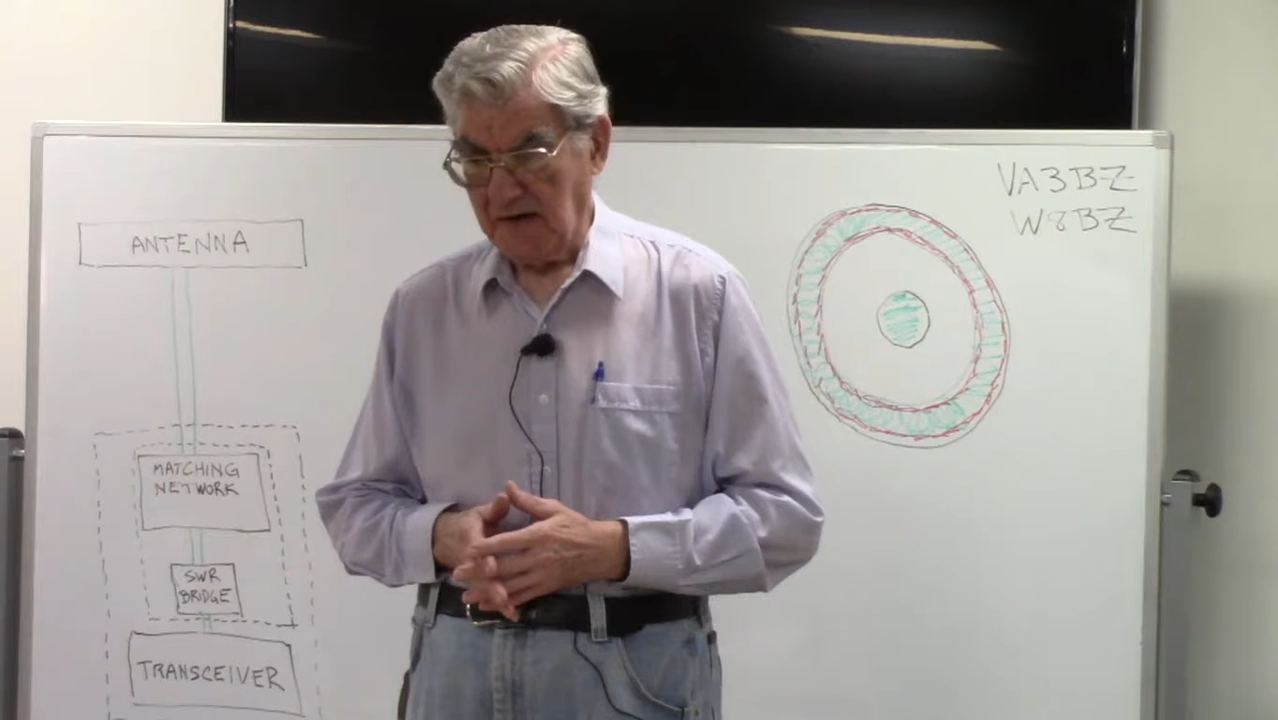 VA3BZ
W8BZ
ANTENNA
MATCHING
NETWORK
SWR
BRIDGE
TRANSCEIVER